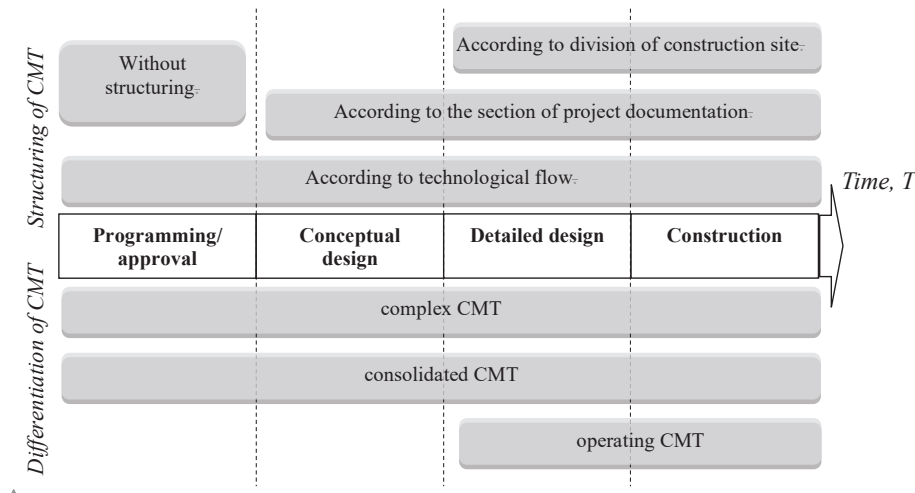 Structuring of CMT
According to division of construction site.
Without
structuring.
According to the section of project documentation.
According to technological flow.
Time, T
Programming/
approval
Conceptual
design
Detailed design
Construction
Differentiation of CMT
complex CMT
consolidated CMT
operating CMT